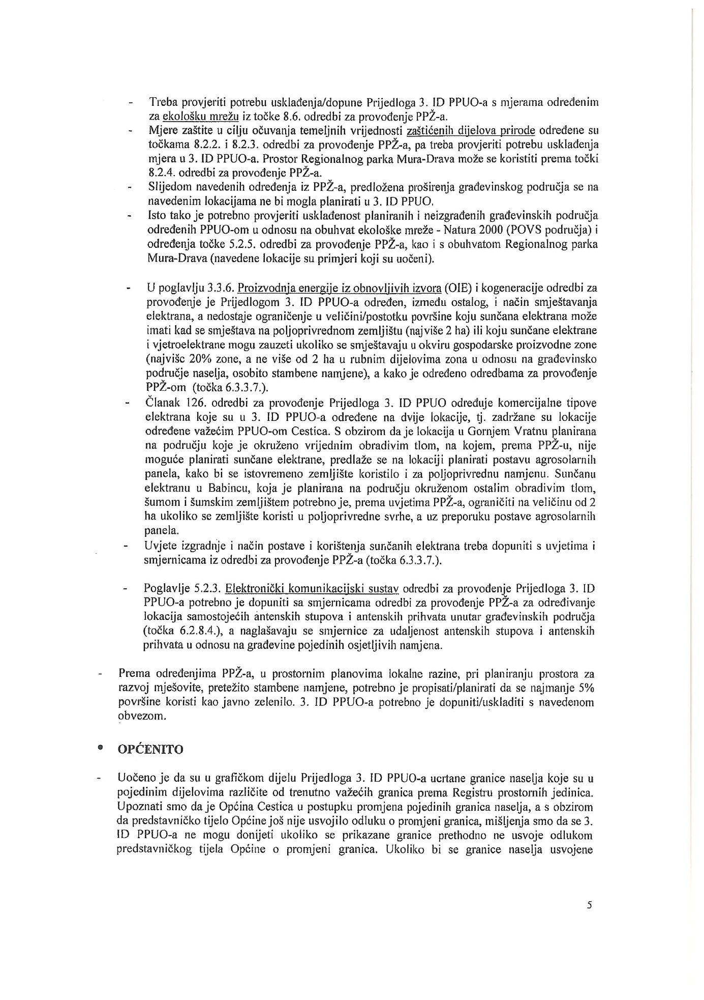 - Treba provjeriti potrebu usklađenja/dopune Prijedloga 3. ID PPUO-a s mjerama određenim
za ekološku mrežu iz točke 8.6. odredbi za provođenje PPŽ-a.
- Mjere zaštite u cilju očuvanja temeljnih vrijednosti zaštićenih dijelova prirode određene su
točkama 8.2.2. i 8.2.3. odredbi za provođenje PPŽ-a, pa treba provjeriti potrebu usklađenja
mjera u 3. ID PPUO-a. Prostor Regionalnog parka Mura-Drava može se koristiti prema točki
8.2.4. odredbi za provođenje PPŽ-a.
- Slijedom navedenih određenja iz PPŽ-a, predložena proširenja građevinskog područja se na
navedenim lokacijama ne bi mogla planirati u 3. ID PPUO.
- Isto tako je potrebno provjeriti usklađenost planiranih i neizgrađenih građevinskih područja
određenih PPUO-om u odnosu na obuhvat ekološke mreže - Natura 2000 (POVS područja) i
određenja točke 5.2.5. odredbi za provođenje PPŽ-a, kao i s obuhvatom Regionalnog parka
Mura-Drava (navedene lokacije su primjeri koji su uočeni).
- U poglavlju 3.3.6. Proizvodnja energije iz obnovljivih izvora (OIE) i kogeneracije odredbi za
provođenje je Prijedlogom 3. ID PPUO-a određen, između ostalog, i način smještavanja
elektrana, a nedostaje ograničenje u veličini/postotku površine koju sunčana elektrana može
imati kad se smještava na poljoprivrednom zemljištu (najviše 2 ha) ili koju sunčane elektrane
i vjetroelektrane mogu zauzeti ukoliko se smještavaju u okviru gospodarske proizvodne zone
(najviše 20% zone, a ne više od 2 ha u rubnim dijelovima zona u odnosu na građevinsko
područje naselja, osobito stambene namjene), a kako je određeno odredbama za provođenje
PPŽ-om (točka 6.3.3.7.).
- Članak 126. odredbi za provođenje Prijedloga 3. ID PPUO određuje komercijalne tipove
elektrana koje su u 3. ID PPUO-a određene na dvije lokacije, tj. zadržane su lokacije
određene važećim PPUO-om Cestica. S obzirom da je lokacija u Gornjem Vratnu planirana
na području koje je okruženo vrijednim obradivim tlom, na kojem, prema PPŽ-u, nije
moguće planirati sunčane elektrane, predlaže se na lokaciji planirati postavu agrosolarnih
panela, kako bi se istovremeno zemljište koristilo i za poljoprivrednu namjenu. Sunčanu
elektranu u Babincu, koja je planirana na području okruženom ostalim obradivim tlom,
šumom i šumskim zemljištem potrebno je, prema uvjetima PPŽ-a, ograničiti na veličinu od 2
ha ukoliko se zemljište koristi u poljoprivredne svrhe, a uz preporuku postave agrosolarnih
panela.
- Uvjete izgradnje i način postave i korištenja sunčanih elektrana treba dopuniti s uvjetima i
smjernicama iz odredbi za provođenje PPŽ-a (točka 6.3.3.7.).
- Poglavlje 5.2.3. Elektronički komunikacijski sustav odredbi za provođenje Prijedloga 3. ID
PPUO-a potrebno je dopuniti sa smjernicama odredbi za provođenje PPŽ-a za određivanje
lokacija samostojećih antenskih stupova i antenskih prihvata unutar građevinskih područja
(točka 6.2.8.4.), a naglašavaju se smjernice za udaljenost antenskih stupova i antenskih
prihvata u odnosu na građevine pojedinih osjetljivih namjena.
- Prema određenjima PPŽ-a, u prostornim planovima lokalne razine, pri planiranju prostora za
razvoj mješovite, pretežito stambene namjene, potrebno je propisati/planirati da se najmanje 5%
površine koristi kao javno zelenilo. 3. ID PPUO-a potrebno je dopuniti/uskladiti s navedenom
obvezom.
• OPĆENITO
- Uočeno je da su u grafičkom dijelu Prijedloga 3. ID PPUO-a ucrtane granice naselja koje su u
pojedinim dijelovima različite od trenutno važećih granica prema Registru prostornih jedinica.
Upoznati smo da je Općina Cestica u postupku promjena pojedinih granica naselja, a s obzirom
da predstavničko tijelo Općine još nije usvojilo odluku o promjeni granica, mišljenja smo da se 3.
ID PPUO-a ne mogu donijeti ukoliko se prikazane granice prethodno ne usvoje odlukom
predstavničkog tijela Općine o promjeni granica. Ukoliko bi se granice naselja usvojene
5